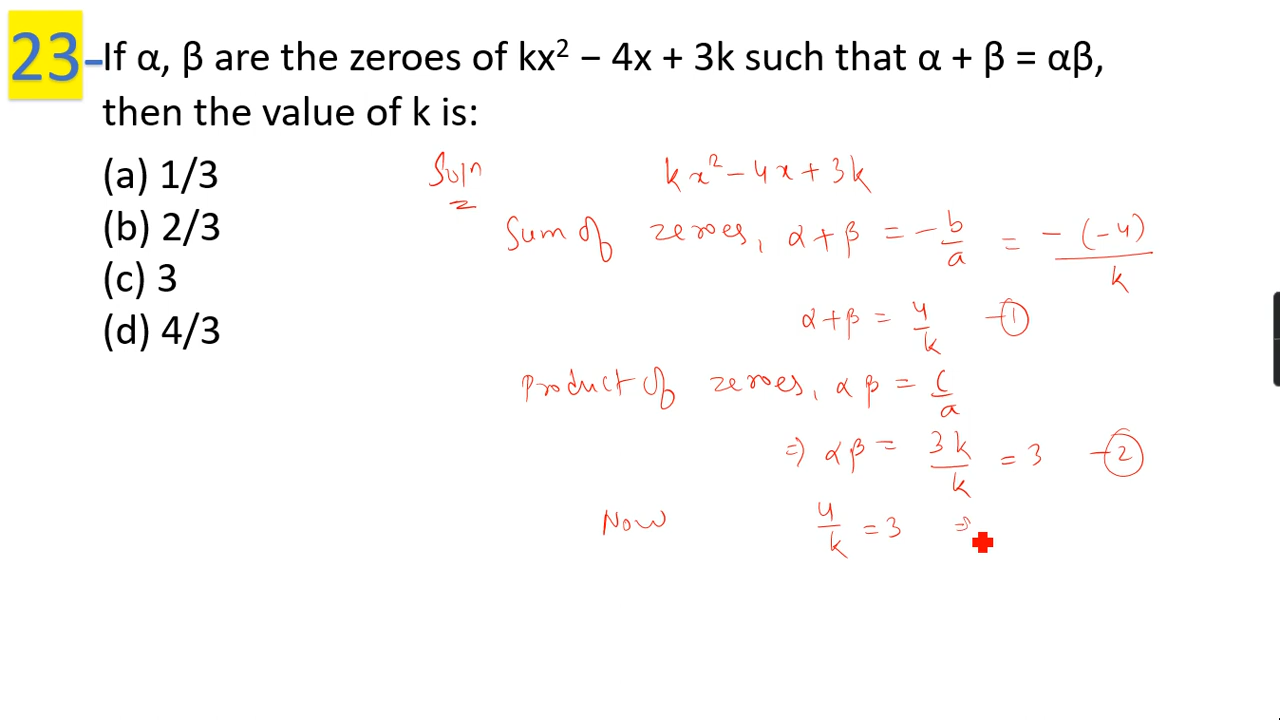 23- If α, β are the zeroes of kx² − 4x + 3k such that α + β = αβ,
then the value of k is:
(a) 1/3
(b) 2/3
(c) 3
(d) 4/3
Soln kx² − 4x + 3k
Sum of zeroes, α + β = − b/a = −(−4)/k
α + β = 4/k −①
Product of zeroes, αβ = c/a
⇒ αβ = 3k/k = 3 −②
Now 4/k = 3 ⇒